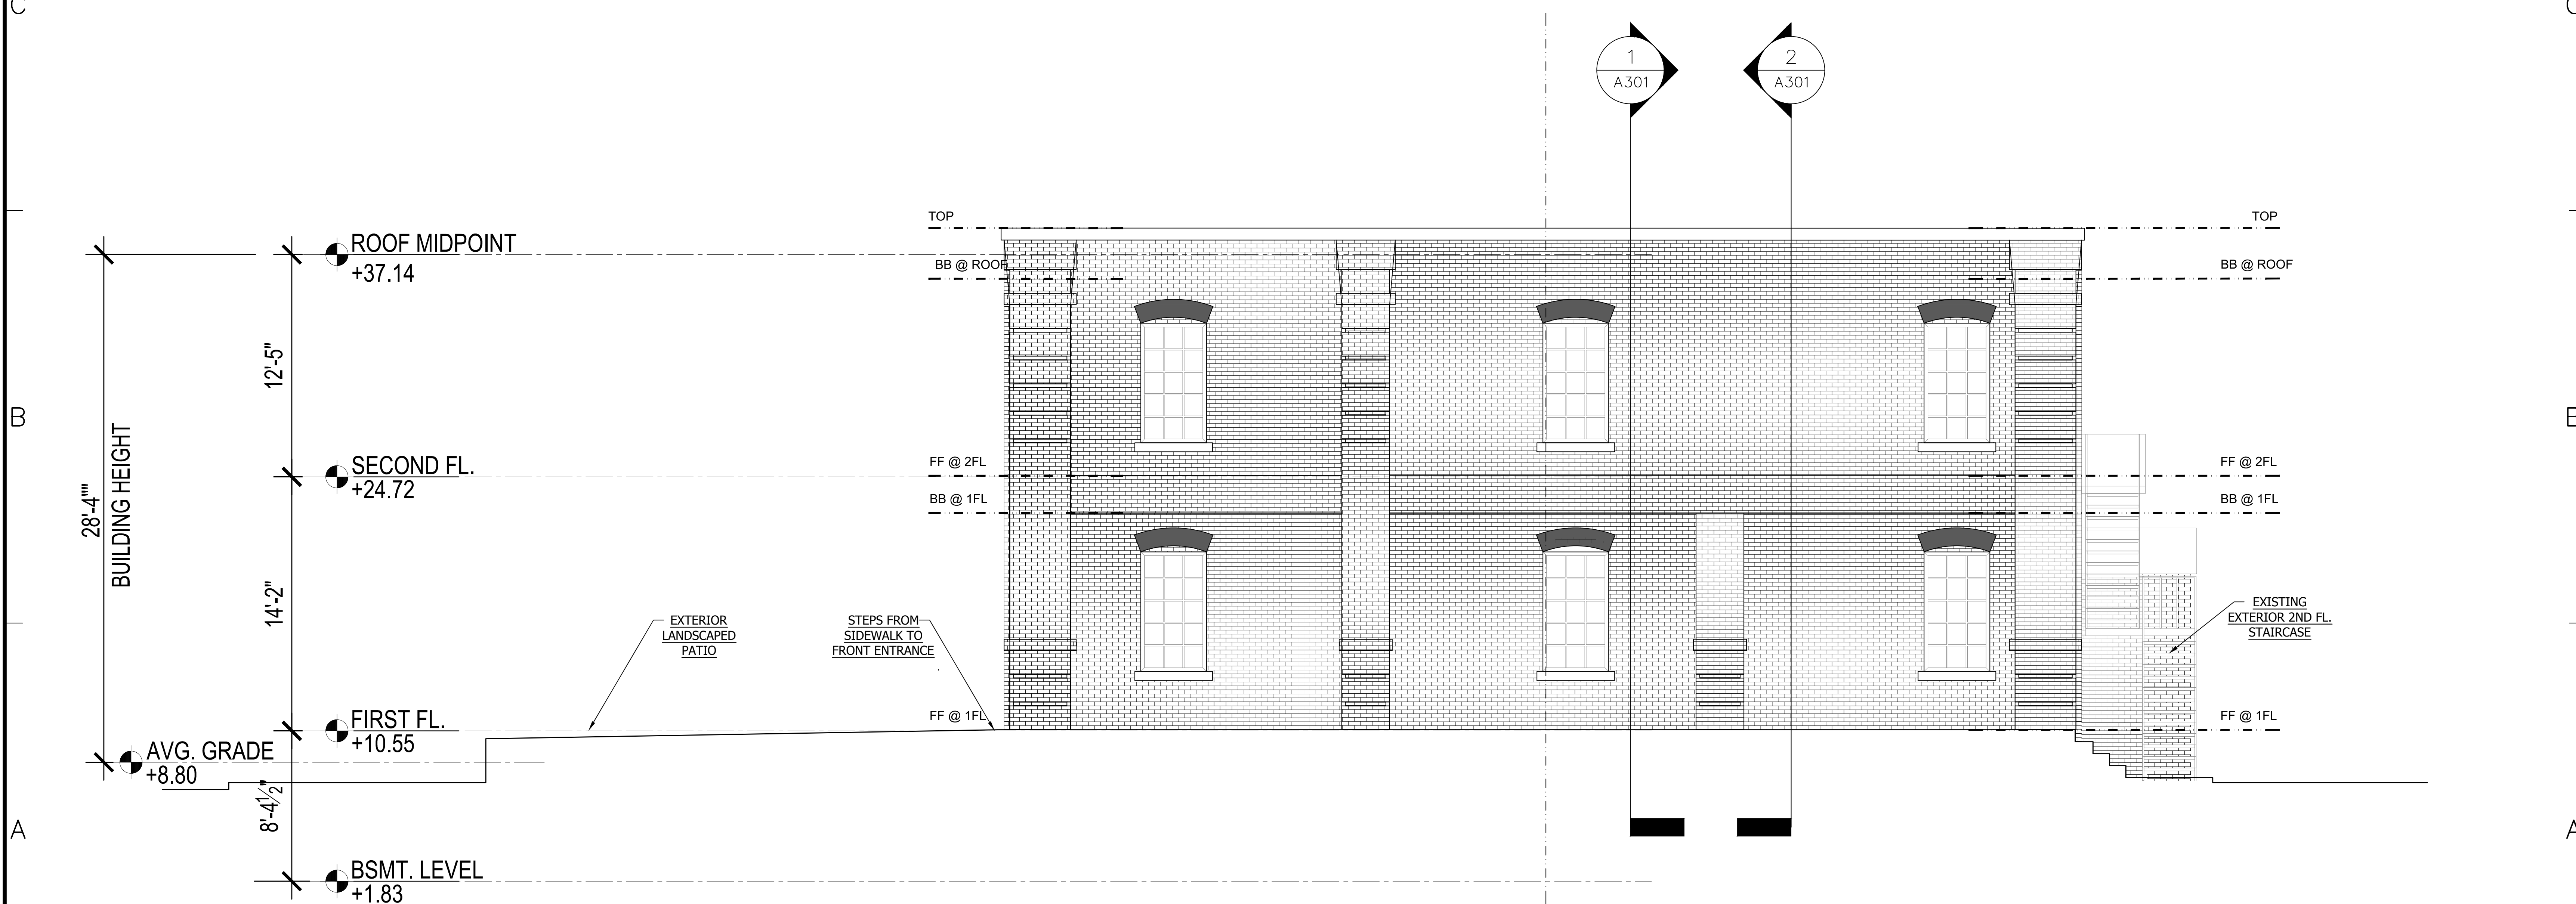 C
1
A301
2
A301
TOP
TOP
ROOF MIDPOINT
+37.14
BB @ ROOF
BB @ ROOF
12'-5"
B
28'-4""
BUILDING HEIGHT
SECOND FL.
+24.72
FF @ 2FL
FF @ 2FL
BB @ 1FL
BB @ 1FL
14'-2"
EXTERIOR
LANDSCAPED
PATIO
STEPS FROM
SIDEWALK TO
FRONT ENTRANCE
EXISTING
EXTERIOR 2ND FL.
STAIRCASE
FIRST FL.
+10.55
FF @ 1FL
FF @ 1FL
AVG. GRADE
+8.80
8'-4½"
A
BSMT. LEVEL
+1.83